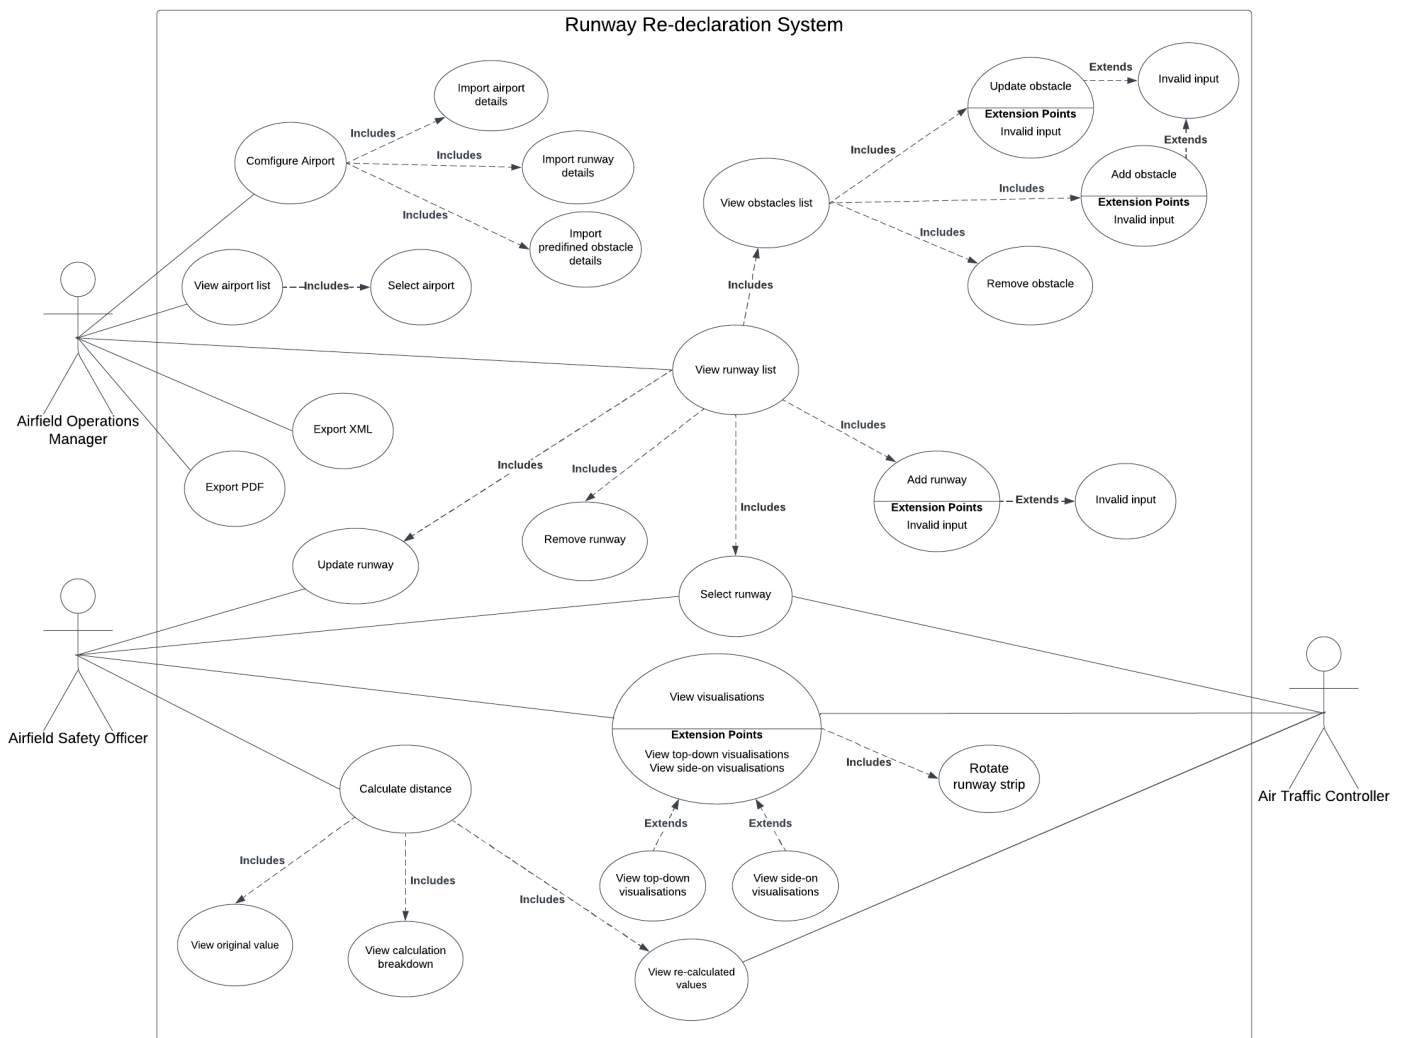 Runway Re-declaration System
Import airport
details
Includes
Comfigure Airport
Includes
Import runway
details
Includes
Import
predifined obstacle
details
View airport list
Includes
Select airport
Airfield Operations
Manager
Export XML
Export PDF
Update obstacle
Extension Points
Invalid input
Extends
Invalid input
Extends
Add obstacle
Extension Points
Invalid input
Includes
Includes
View obstacles list
Includes
Remove obstacle
Includes
View runway list
Includes
Includes
Includes
Includes
Add runway
Extension Points
Invalid input
Extends
Invalid input
Remove runway
Update runway
Select runway
Airfield Safety Officer
View visualisations
Extension Points
View top-down visualisations
View side-on visualisations
Includes
Rotate
runway strip
Air Traffic Controller
Extends
Extends
View top-down
visualisations
View side-on
visualisations
Calculate distance
Includes
Includes
Includes
View original value
View calculation
breakdown
View re-calculated
values